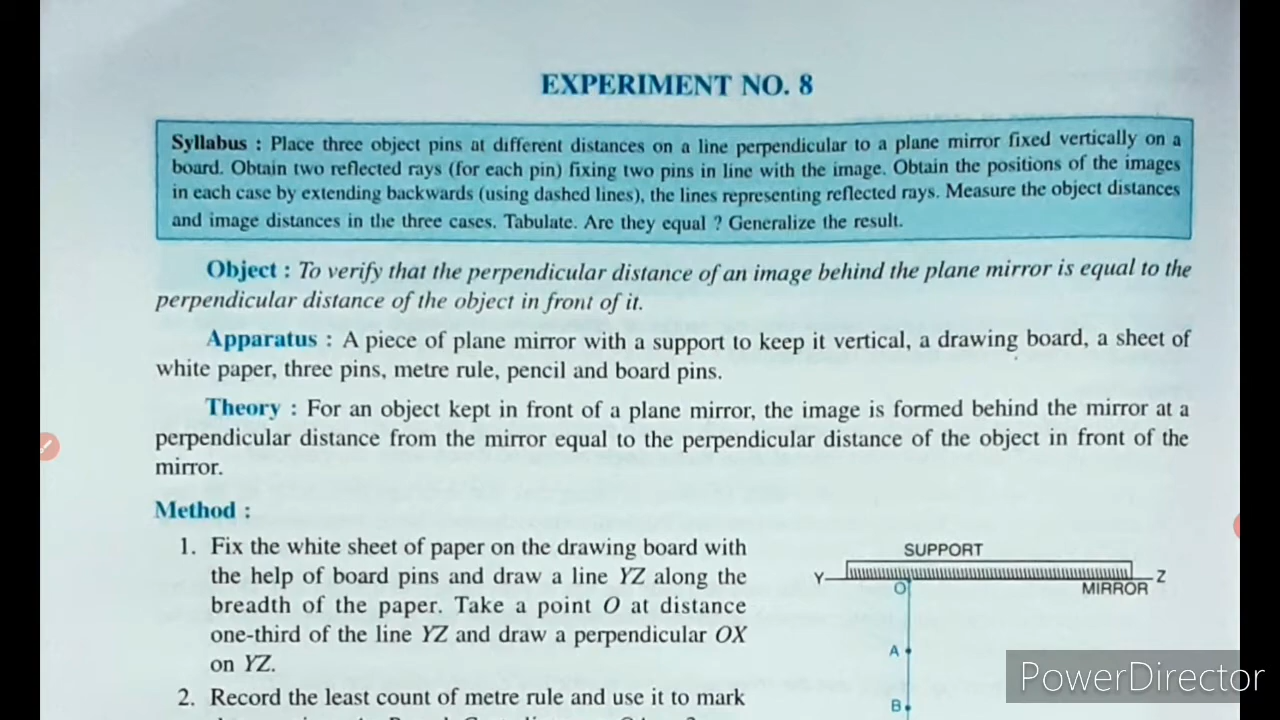 EXPERIMENT NO. 8
Syllabus : Place three object pins at different distances on a line perpendicular to a plane mirror fixed vertically on a
board. Obtain two reflected rays (for each pin) fixing two pins in line with the image. Obtain the positions of the images
in each case by extending backwards (using dashed lines), the lines representing reflected rays. Measure the object distances
and image distances in the three cases. Tabulate. Are they equal ? Generalize the result.
Object : To verify that the perpendicular distance of an image behind the plane mirror is equal to the
perpendicular distance of the object in front of it.
Apparatus : A piece of plane mirror with a support to keep it vertical, a drawing board, a sheet of
white paper, three pins, metre rule, pencil and board pins.
Theory : For an object kept in front of a plane mirror, the image is formed behind the mirror at a
perpendicular distance from the mirror equal to the perpendicular distance of the object in front of the
mirror.
Method :
1. Fix the white sheet of paper on the drawing board with
the help of board pins and draw a line YZ along the
breadth of the paper. Take a point O at distance
one-third of the line YZ and draw a perpendicular OX
on YZ.
2. Record the least count of metre rule and use it to mark
SUPPORT
Y
Z
O
MIRROR
A
B
PowerDirector